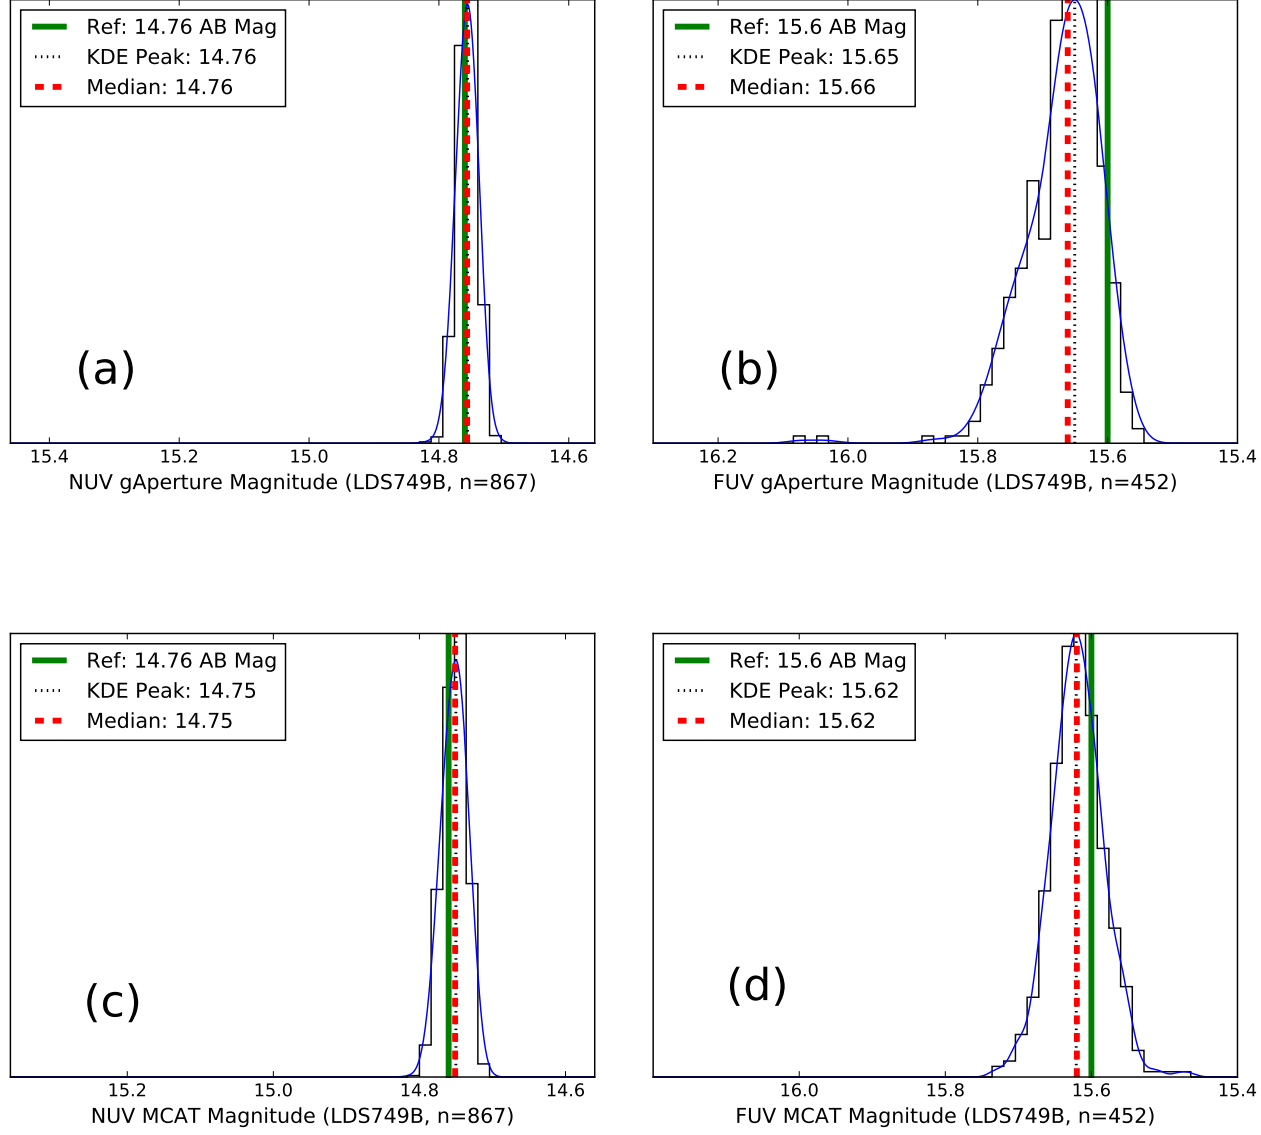 Ref: 14.76 AB Mag
KDE Peak: 14.76
Median: 14.76
(a)
15.4 15.2 15.0 14.8 14.6
NUV gAperture Magnitude (LDS749B, n=867)
Ref: 15.6 AB Mag
KDE Peak: 15.65
Median: 15.66
(b)
16.2 16.0 15.8 15.6 15.4
FUV gAperture Magnitude (LDS749B, n=452)
Ref: 14.76 AB Mag
KDE Peak: 14.75
Median: 14.75
(c)
15.2 15.0 14.8 14.6
NUV MCAT Magnitude (LDS749B, n=867)
Ref: 15.6 AB Mag
KDE Peak: 15.62
Median: 15.62
(d)
16.0 15.8 15.6 15.4
FUV MCAT Magnitude (LDS749B, n=452)